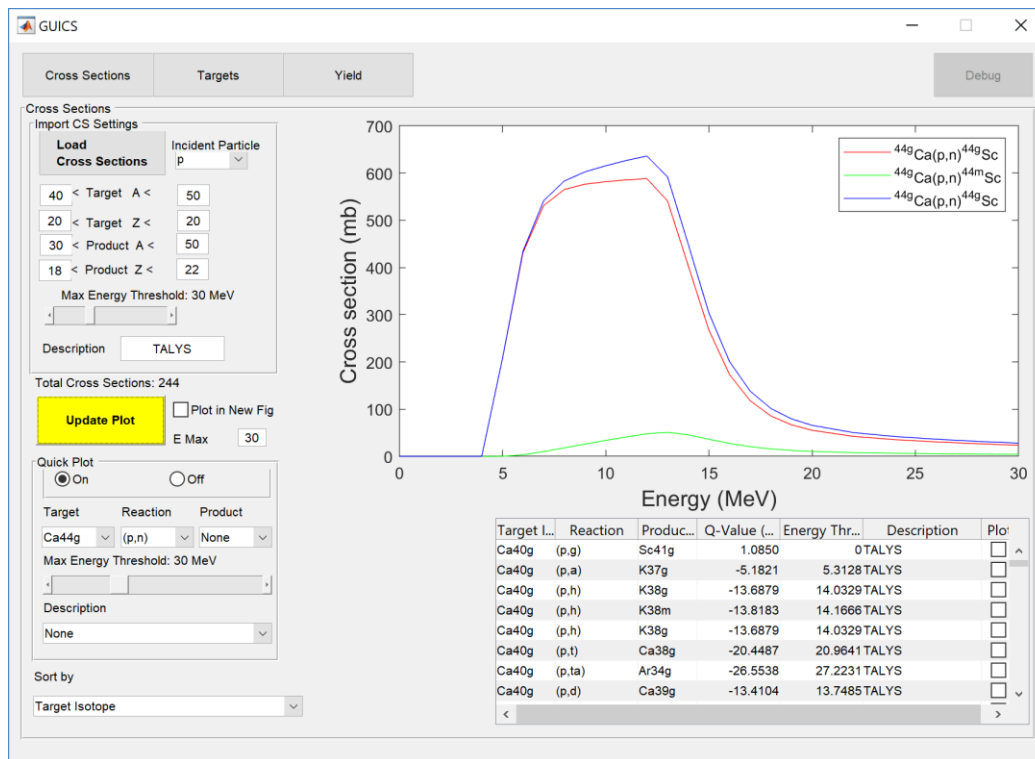 GUICS
Cross Sections Targets Yield Debug
Cross Sections
Import CS Settings
Load
Cross Sections
Incident Particle
p
40 < Target A < 50
20 < Target Z < 20
30 < Product A < 50
18 < Product Z < 22
Max Energy Threshold: 30 MeV
Description TALYS
Total Cross Sections: 244
Update Plot
Plot in New Fig
E Max 30
Quick Plot
On Off
Target Reaction Product
Ca44g (p,n) None
Max Energy Threshold: 30 MeV
Description
None
Sort by
Target Isotope
Cross section (mb)
700
600
500
400
300
200
100
0
0 5 10 15 20 25 30
Energy (MeV)
44gCa(p,n)44gSc
44gCa(p,n)44mSc
44gCa(p,n)44gSc
Target I... Reaction Produc... Q-Value (... Energy Thr... Description Plot
Ca40g (p,g) Sc41g 1.0850 0 TALYS
Ca40g (p,a) K37g -5.1821 5.3128 TALYS
Ca40g (p,h) K38g -13.6879 14.0329 TALYS
Ca40g (p,h) K38m -13.8183 14.1666 TALYS
Ca40g (p,h) K38g -13.6879 14.0329 TALYS
Ca40g (p,t) Ca38g -20.4487 20.9641 TALYS
Ca40g (p,ta) Ar34g -26.5538 27.2231 TALYS
Ca40g (p,d) Ca39g -13.4104 13.7485 TALYS